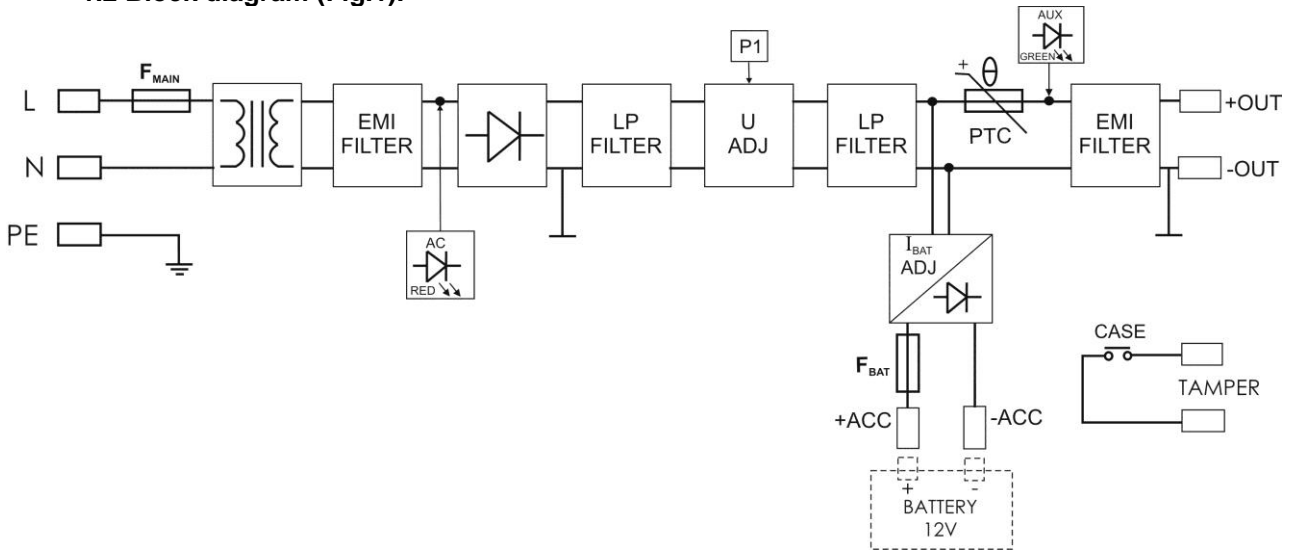 AUX
GREEN
P1
F MAIN
L
EMI
FILTER
LP
FILTER
U
ADJ
LP
FILTER
+
θ
PTC
EMI
FILTER
+OUT
N
-OUT
PE
AC
RED
I BAT
ADJ
CASE
F BAT
TAMPER
+ACC
-ACC
+
-
BATTERY
12V